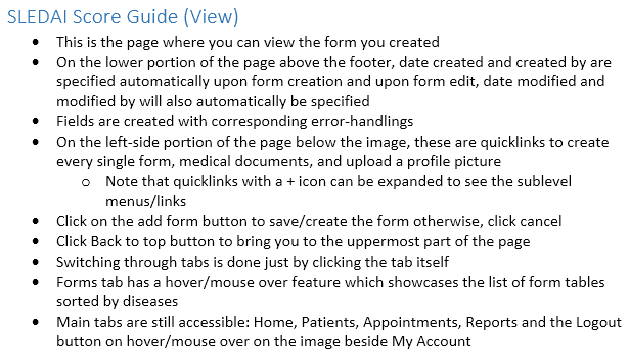 SLEDAI Score Guide (View)
• This is the page where you can view the form you created
• On the lower portion of the page above the footer, date created and created by are
specified automatically upon form creation and upon form edit, date modified and
modified by will also automatically be specified
• Fields are created with corresponding error-handlings
• On the left-side portion of the page below the image, these are quicklinks to create
every single form, medical documents, and upload a profile picture
o Note that quicklinks with a + icon can be expanded to see the sublevel
menus/links
• Click on the add form button to save/create the form otherwise, click cancel
• Click Back to top button to bring you to the uppermost part of the page
• Switching through tabs is done just by clicking the tab itself
• Forms tab has a hover/mouse over feature which showcases the list of form tables
sorted by diseases
• Main tabs are still accessible: Home, Patients, Appointments, Reports and the Logout
button on hover/mouse over on the image beside My Account